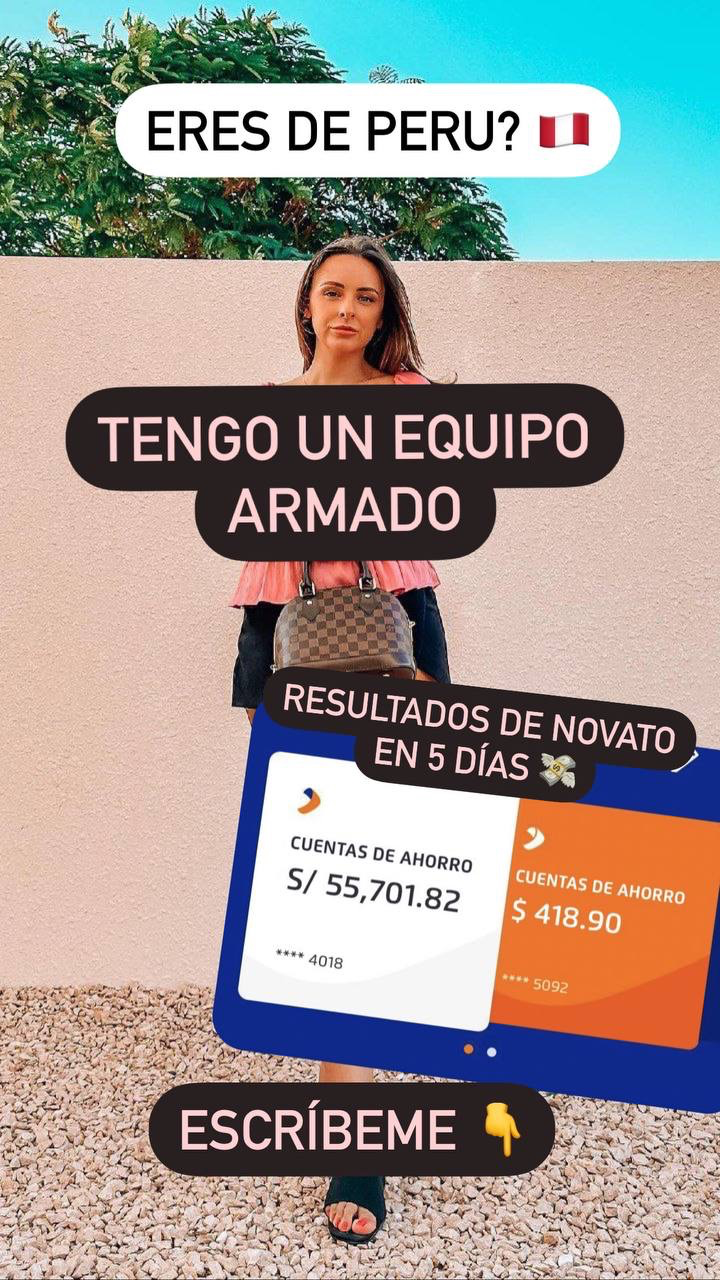 ERES DE PERU? 🇵🇪
TENGO UN EQUIPO
ARMADO
RESULTADOS DE NOVATO
EN 5 DÍAS 💸
CUENTAS DE AHORRO
S/ 55,701.82
**** 4018
CUENTAS DE AHORRO
$ 418.90
**** 5092
ESCRÍBEME 👇